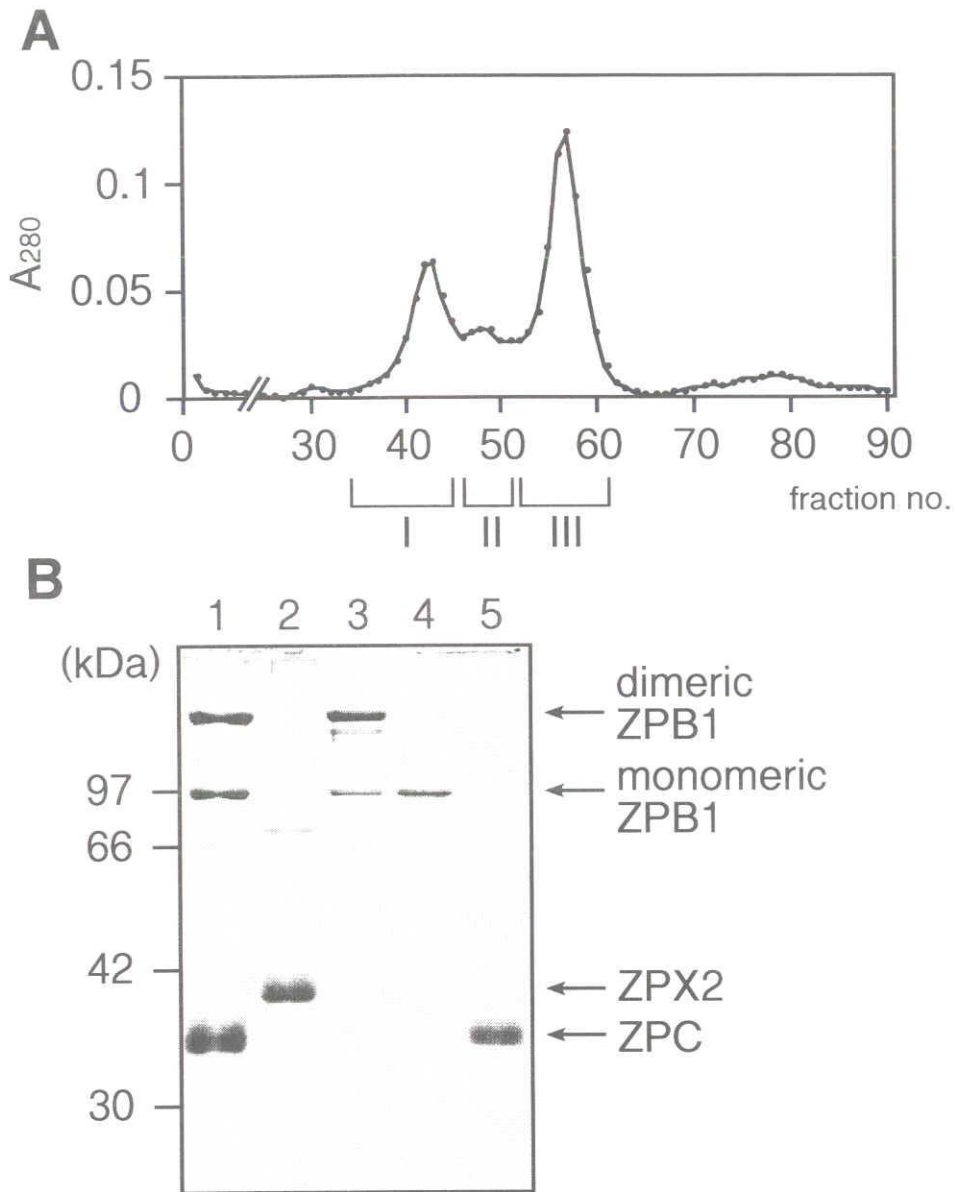 A
0.15
0.1
0.05
0
A280
0 30 40 50 60 70 80 90
fraction no.
I II III
B
1 2 3 4 5
(kDa)
97
66
42
30
dimeric
ZPB1
monomeric
ZPB1
ZPX2
ZPC